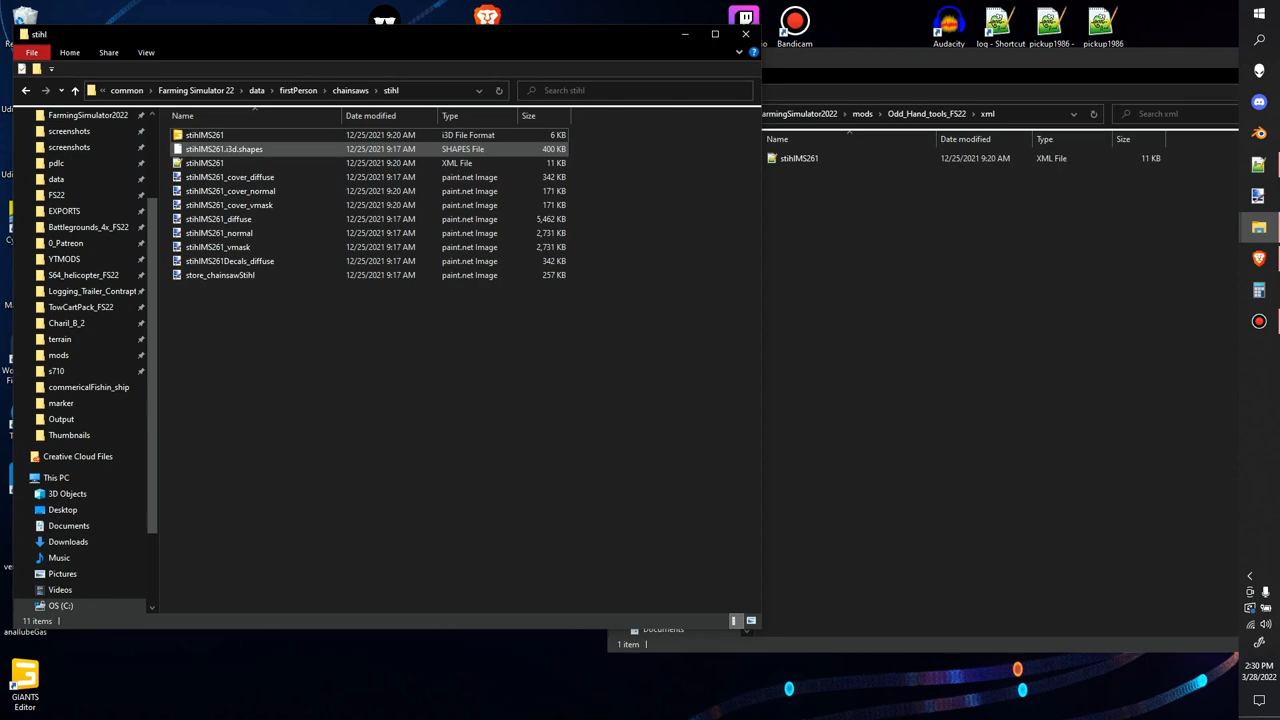 stihl
File Home Share View
Bandicam
Audacity
log - Shortcut
pickup1986 -
pickup1986
common Farming Simulator 22 data firstPerson chainsaws stihl
Search stihl
FarmingSimulator2022
screenshots
screenshots
pdlc
data
FS22
EXPORTS
Battlegrounds_4x_FS22
0_Patreon
YTMODS
S64_helicopter_FS22
Logging_Trailer_Contrapt
TowCartPack_FS22
Charil_B_2
terrain
mods
s710
commericalFishin_ship
marker
Output
Thumbnails
Creative Cloud Files
This PC
3D Objects
Desktop
Documents
Downloads
Music
Pictures
Videos
OS (C:)
11 items
Name Date modified Type Size
stihlMS261 12/25/2021 9:20 AM i3D File Format 6 KB
stihlMS261.i3d.shapes 12/25/2021 9:17 AM SHAPES File 400 KB
stihlMS261 12/25/2021 9:20 AM XML File 11 KB
stihlMS261_cover_diffuse 12/25/2021 9:17 AM paint.net Image 342 KB
stihlMS261_cover_normal 12/25/2021 9:20 AM paint.net Image 171 KB
stihlMS261_cover_vmask 12/25/2021 9:20 AM paint.net Image 171 KB
stihlMS261_diffuse 12/25/2021 9:17 AM paint.net Image 5,462 KB
stihlMS261_normal 12/25/2021 9:17 AM paint.net Image 2,731 KB
stihlMS261_vmask 12/25/2021 9:17 AM paint.net Image 2,731 KB
stihlMS261Decals_diffuse 12/25/2021 9:17 AM paint.net Image 342 KB
store_chainsawStihl 12/25/2021 9:17 AM paint.net Image 257 KB
armingSimulator2022 mods Odd_Hand_tools_FS22 xml
Search xml
Name Date modified Type Size
stihlMS261 12/25/2021 9:20 AM XML File 11 KB
Documents
1 item
analLubeGas
GIANTS
Editor
2:30 PM
3/28/2022